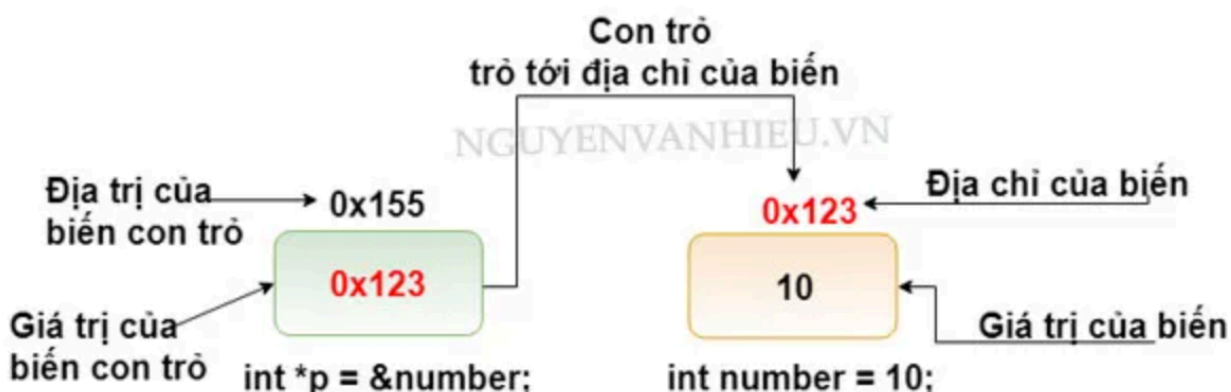 Con trỏ
trỏ tới địa chỉ của biến
NGUYENVANHIEU.VN
Địa trị của
biến con trỏ
0x155
0x123
Địa chỉ của biến
0x123
10
Giá trị của
biến con trỏ
Giá trị của biến
int *p = &number;
int number = 10;